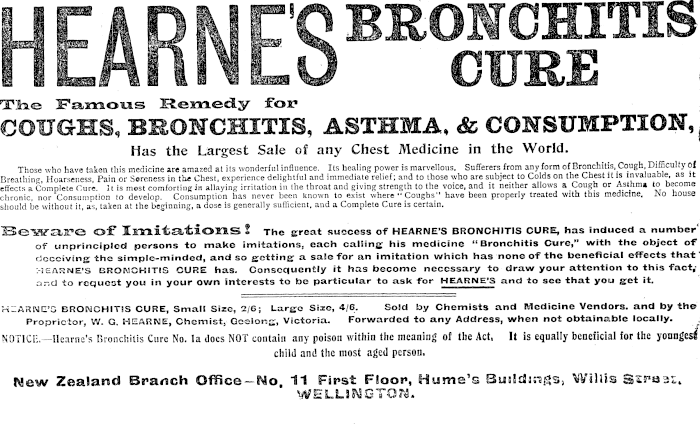 HEARNE'S BRONCHITIS
CURE
The Famous Remedy for
COUGHS, BRONCHITIS, ASTHMA, & CONSUMPTION,
Has the Largest Sale of any Chest Medicine in the World.
Those who have taken this medicine are amazed at its wonderful influence. Its healing power is marvellous. Sufferers from any form of Bronchitis, Cough, Difficulty of
Breathing, Hoarseness, Pain or Soreness in the Chest, experience delightful and immediate relief; and to those who are subject to Colds on the Chest it is invaluable, as it
effects a Complete Cure. It is most comforting in allaying irritation in the throat and giving strength to the voice, and it neither allows a Cough or Asthma to become
chronic, nor Consumption to develop. Consumption has never been known to exist where "Coughs" have been properly treated with this medicine. No house
should be without it, as, taken at the beginning, a dose is generally sufficient, and a Complete Cure is certain.
Beware of Imitations! The great success of HEARNE'S BRONCHITIS CURE, has induced a number
of unprincipled persons to make imitations, each calling his medicine "Bronchitis Cure," with the object of
deceiving the simple-minded, and so getting a sale for an imitation which has none of the beneficial effects that
HEARNE'S BRONCHITIS CURE has. Consequently it has become necessary to draw your attention to this fact,
and to request you in your own interests to be particular to ask for HEARNE'S and to see that you get it.
HEARNE'S BRONCHITIS CURE, Small Size, 2/6; Large Size, 4/6. Sold by Chemists and Medicine Vendors. and by the
Proprietor, W. G. HEARNE, Chemist, Geelong, Victoria. Forwarded to any Address, when not obtainable locally.
NOTICE.—Hearne's Bronchitis Cure No. 1a does NOT contain any poison within the meaning of the Act. It is equally beneficial for the youngest
child and the most aged person.
New Zealand Branch Office—No. 11 First Floor, Hume's Buildings, Willis Street,
WELLINGTON.